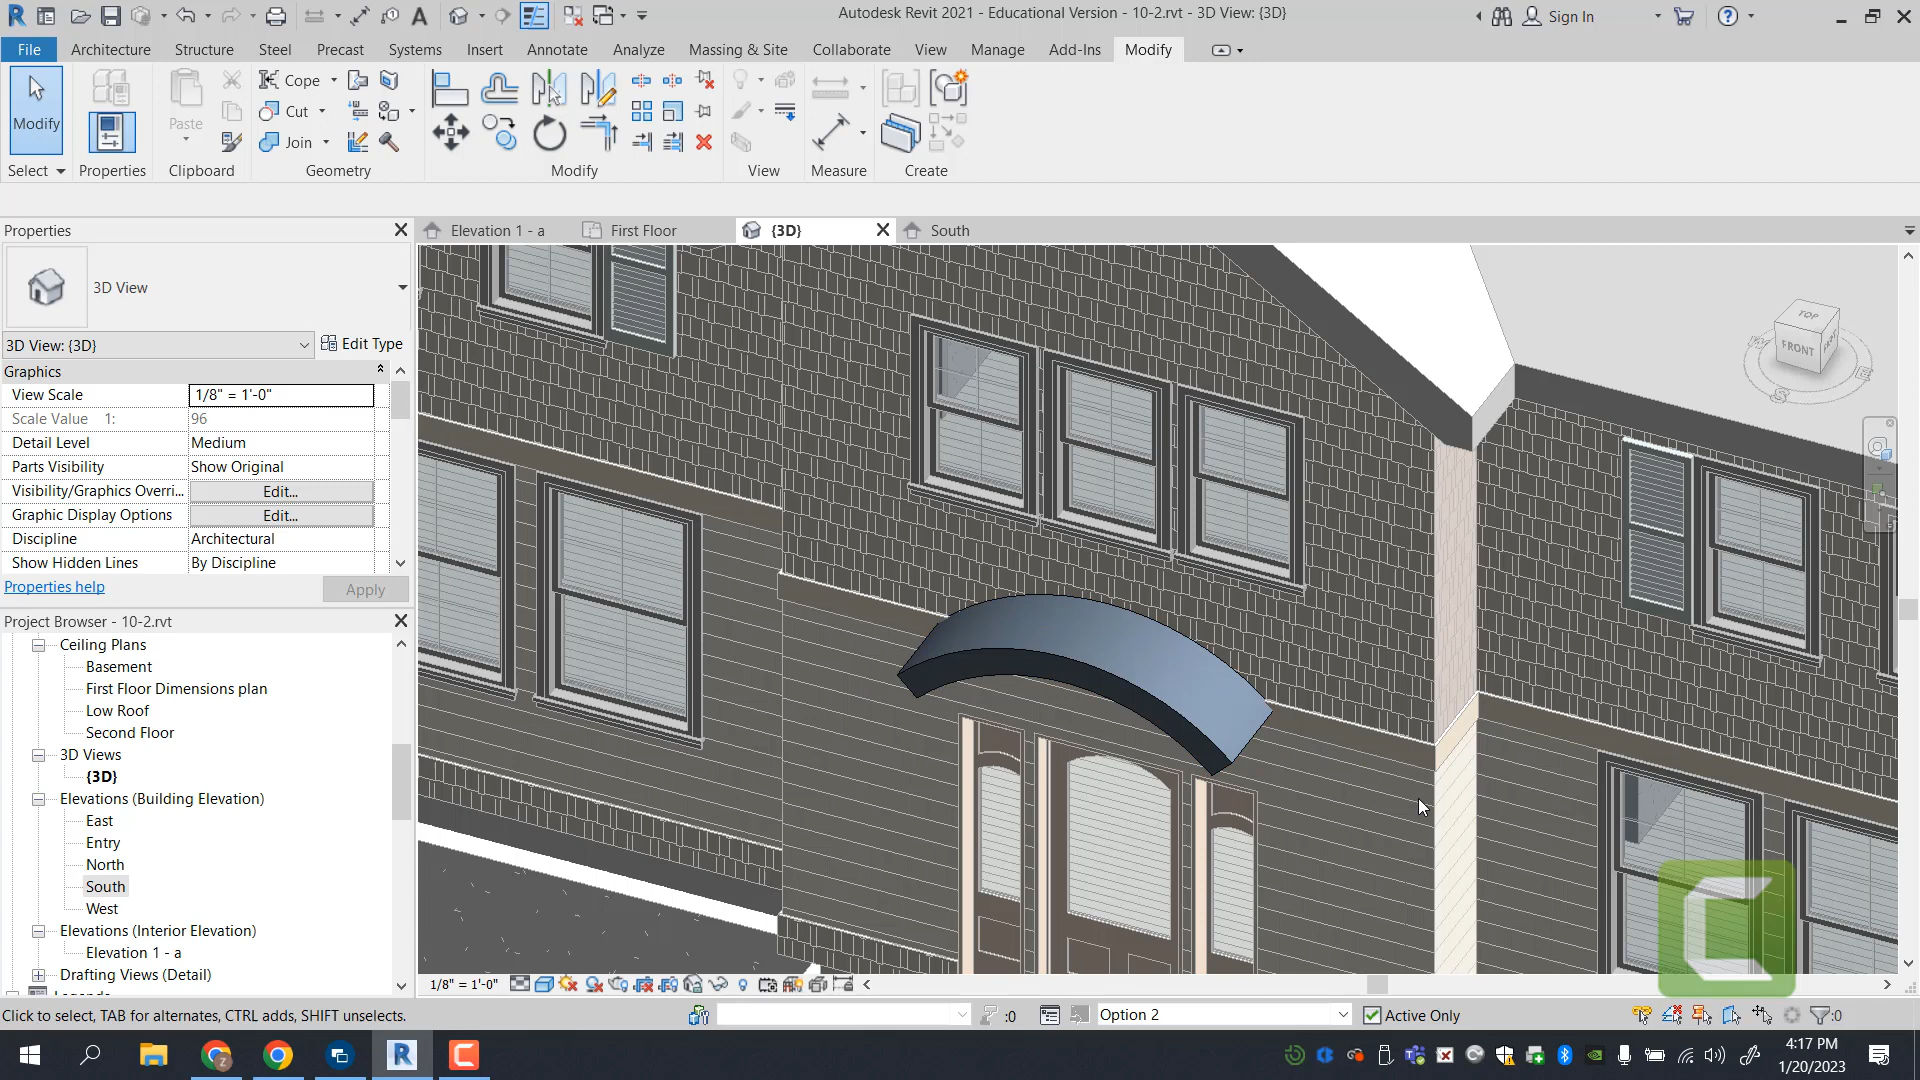 Autodesk Revit 2021 - Educational Version - 10-2.rvt - 3D View: {3D}
Sign In
File Architecture Structure Steel Precast Systems Insert Annotate Analyze Massing & Site Collaborate View Manage Add-Ins Modify
Modify
Paste
Cope
Cut
Join
Select Properties Clipboard Geometry Modify View Measure Create
Properties
Elevation 1 - a First Floor {3D} South
3D View
3D View: {3D} Edit Type
Graphics
View Scale 1/8" = 1'-0"
Scale Value 1: 96
Detail Level Medium
Parts Visibility Show Original
Visibility/Graphics Overri... Edit...
Graphic Display Options Edit...
Discipline Architectural
Show Hidden Lines By Discipline
Properties help Apply
Project Browser - 10-2.rvt
Ceiling Plans
Basement
First Floor Dimensions plan
Low Roof
Second Floor
3D Views
{3D}
Elevations (Building Elevation)
East
Entry
North
South
West
Elevations (Interior Elevation)
Elevation 1 - a
Drafting Views (Detail)
TOP
FRONT
S
E
1/8" = 1'-0"
Click to select, TAB for alternates, CTRL adds, SHIFT unselects.
:0
Option 2
Active Only
:0
4:17 PM
1/20/2023